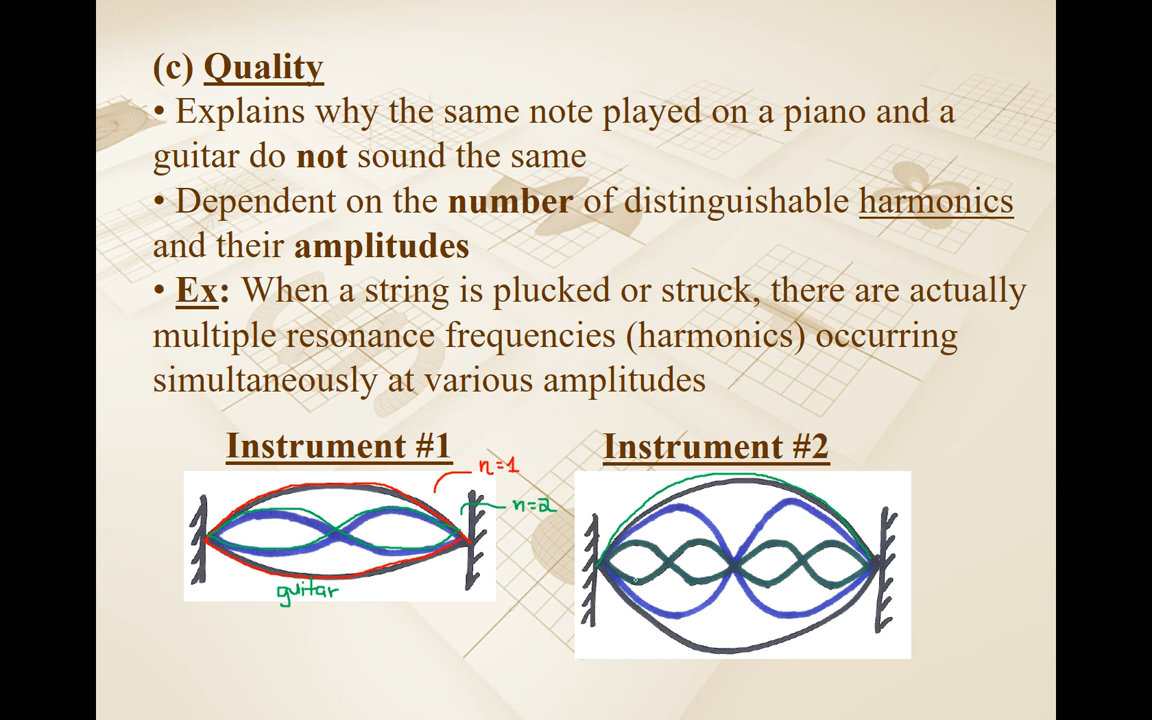 (c) Quality
• Explains why the same note played on a piano and a
guitar do not sound the same
• Dependent on the number of distinguishable harmonics
and their amplitudes
• Ex: When a string is plucked or struck, there are actually
multiple resonance frequencies (harmonics) occurring
simultaneously at various amplitudes
Instrument #1
Instrument #2
n=1
n=2
guitar